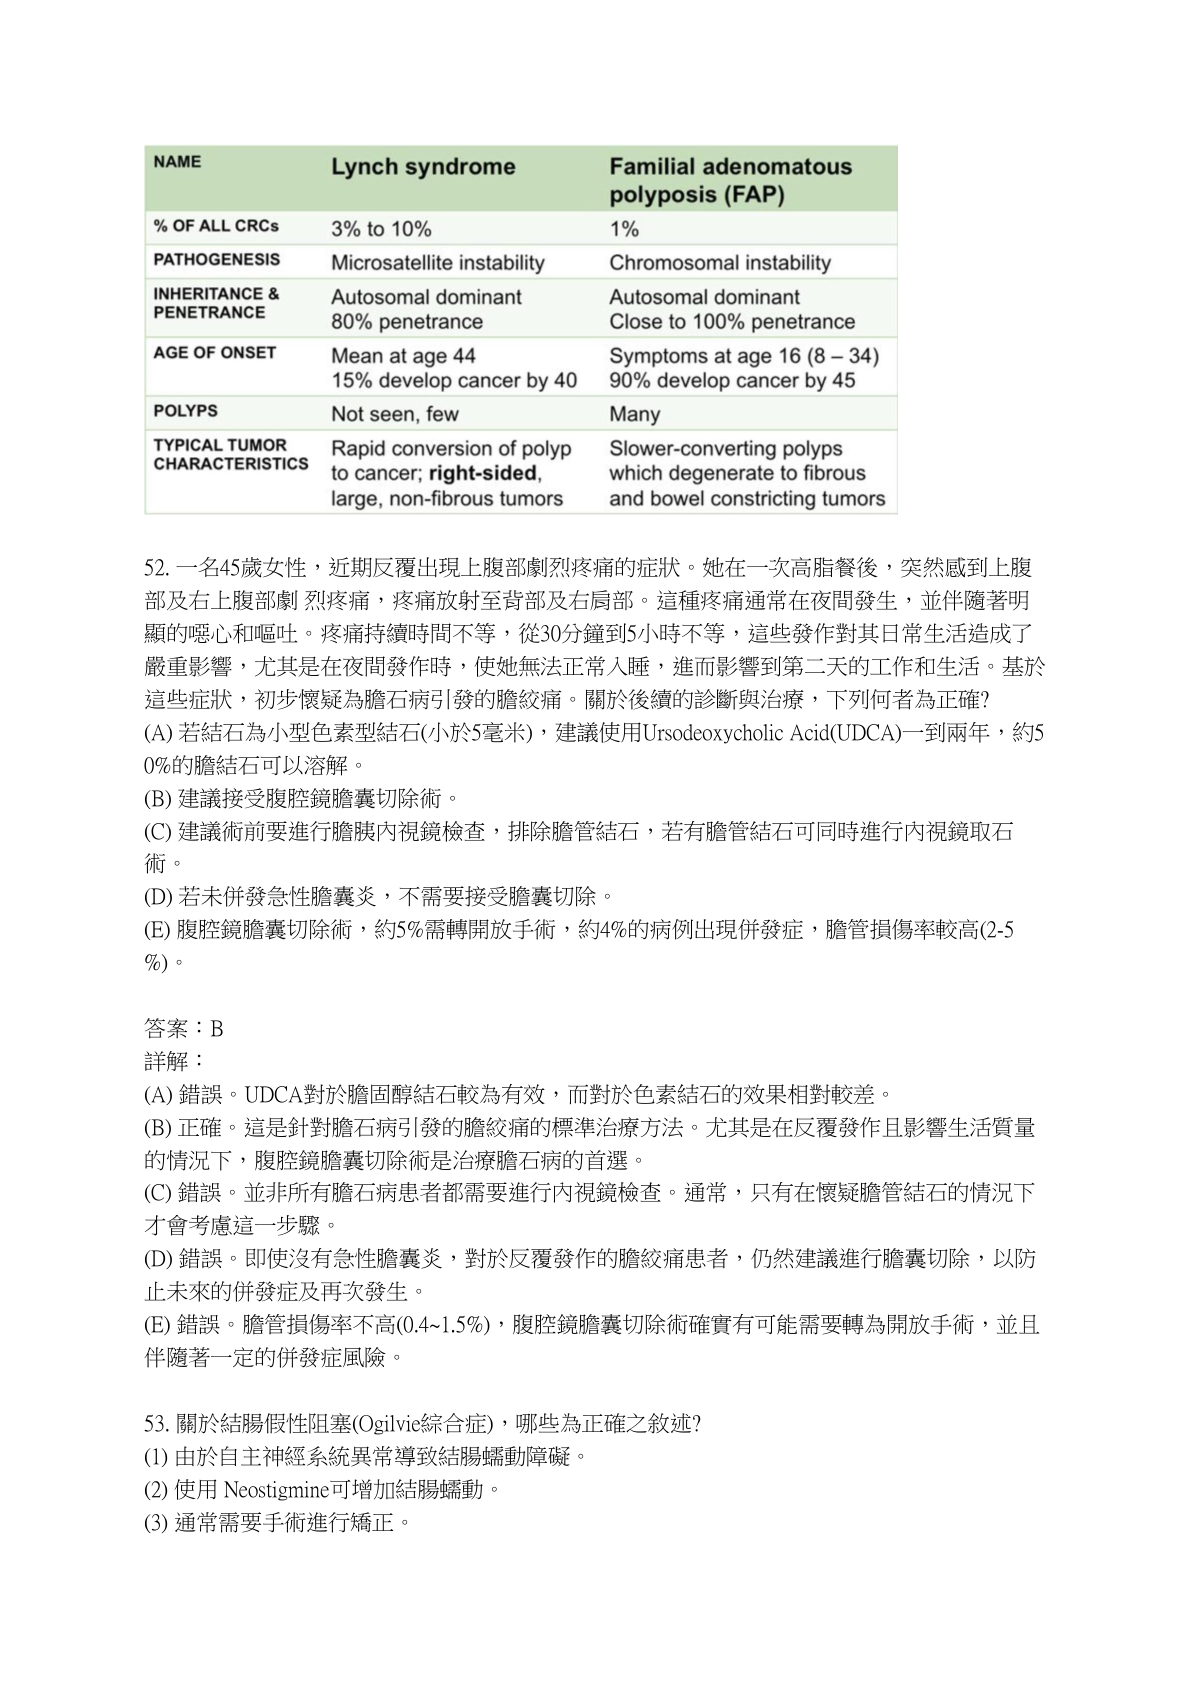 NAME Lynch syndrome Familial adenomatous
polyposis (FAP)
% OF ALL CRCs 3% to 10% 1%
PATHOGENESIS Microsatellite instability Chromosomal instability
INHERITANCE & Autosomal dominant Autosomal dominant
PENETRANCE 80% penetrance Close to 100% penetrance
AGE OF ONSET Mean at age 44 Symptoms at age 16 (8 – 34)
15% develop cancer by 40 90% develop cancer by 45
POLYPS Not seen, few Many
TYPICAL TUMOR Rapid conversion of polyp Slower-converting polyps
CHARACTERISTICS to cancer; right-sided, which degenerate to fibrous
large, non-fibrous tumors and bowel constricting tumors
52. 一名45歲女性，近期反覆出現上腹部劇烈疼痛的症狀。她在一次高脂餐後，突然感到上腹
部及右上腹部劇 烈疼痛，疼痛放射至背部及右肩部。這種疼痛通常在夜間發生，並伴隨著明
顯的噁心和嘔吐。疼痛持續時間不等，從30分鐘到5小時不等，這些發作對其日常生活造成了
嚴重影響，尤其是在夜間發作時，使她無法正常入睡，進而影響到第二天的工作和生活。基於
這些症狀，初步懷疑為膽石病引發的膽絞痛。關於後續的診斷與治療，下列何者為正確?
(A) 若結石為小型色素型結石(小於5毫米)，建議使用Ursodeoxycholic Acid(UDCA)一到兩年，約5
0%的膽結石可以溶解。
(B) 建議接受腹腔鏡膽囊切除術。
(C) 建議術前要進行膽胰內視鏡檢查，排除膽管結石，若有膽管結石可同時進行內視鏡取石
術。
(D) 若未併發急性膽囊炎，不需要接受膽囊切除。
(E) 腹腔鏡膽囊切除術，約5%需轉開放手術，約4%的病例出現併發症，膽管損傷率較高(2-5
%)。
答案：B
詳解：
(A) 錯誤。UDCA對於膽固醇結石較為有效，而對於色素結石的效果相對較差。
(B) 正確。這是針對膽石病引發的膽絞痛的標準治療方法。尤其是在反覆發作且影響生活質量
的情況下，腹腔鏡膽囊切除術是治療膽石病的首選。
(C) 錯誤。並非所有膽石病患者都需要進行內視鏡檢查。通常，只有在懷疑膽管結石的情況下
才會考慮這一步驟。
(D) 錯誤。即使沒有急性膽囊炎，對於反覆發作的膽絞痛患者，仍然建議進行膽囊切除，以防
止未來的併發症及再次發生。
(E) 錯誤。膽管損傷率不高(0.4~1.5%)，腹腔鏡膽囊切除術確實有可能需要轉為開放手術，並且
伴隨著一定的併發症風險。
53. 關於結腸假性阻塞(Ogilvie綜合症)，哪些為正確之敘述?
(1) 由於自主神經系統異常導致結腸蠕動障礙。
(2) 使用 Neostigmine可增加結腸蠕動。
(3) 通常需要手術進行矯正。